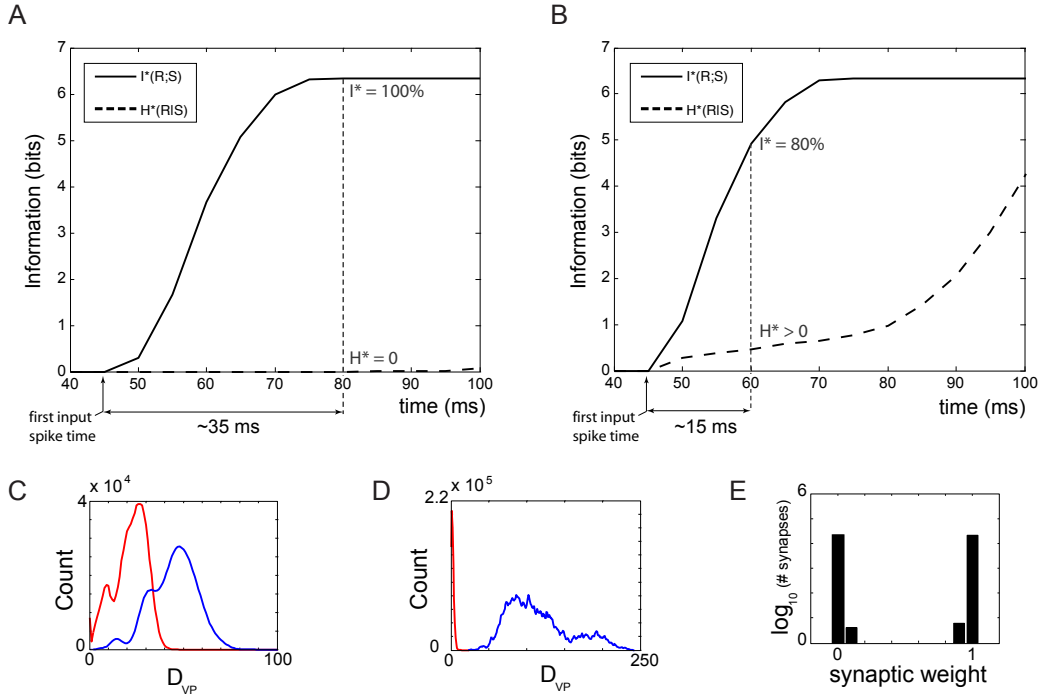 A
7
6
5
4
3
2
1
0
Information (bits)
I*(R;S)
H*(R|S)
I* = 100%
H* = 0
40 50 60 70 80 90 100
time (ms)
first input
spike time
~35 ms
B
7
6
5
4
3
2
1
0
Information (bits)
I*(R;S)
H*(R|S)
I* = 80%
H* > 0
40 50 60 70 80 90 100
time (ms)
first input
spike time
~15 ms
C
x 10^4
4
0
Count
0 100
D_VP
D
x 10^5
2.2
0
Count
0 250
D_VP
E
6
0
log_10 (# synapses)
0 1
synaptic weight